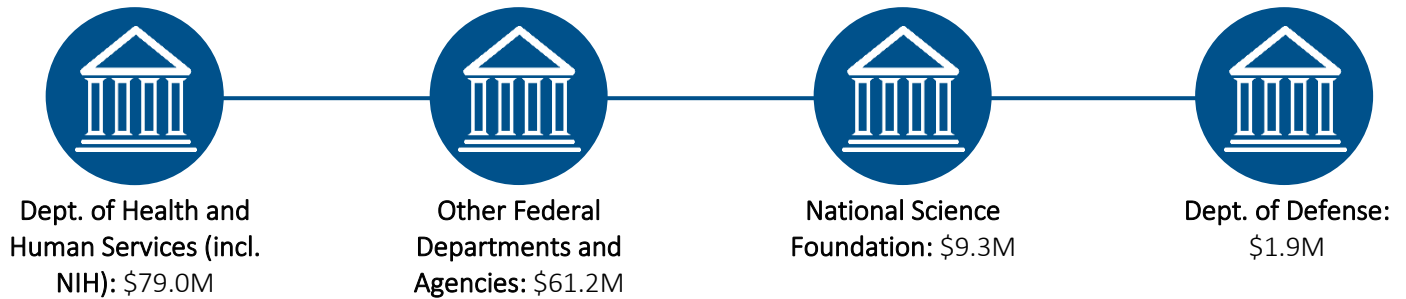 Dept. of Health and
Human Services (incl.
NIH): $79.0M
Other Federal
Departments and
Agencies: $61.2M
National Science
Foundation: $9.3M
Dept. of Defense:
$1.9M